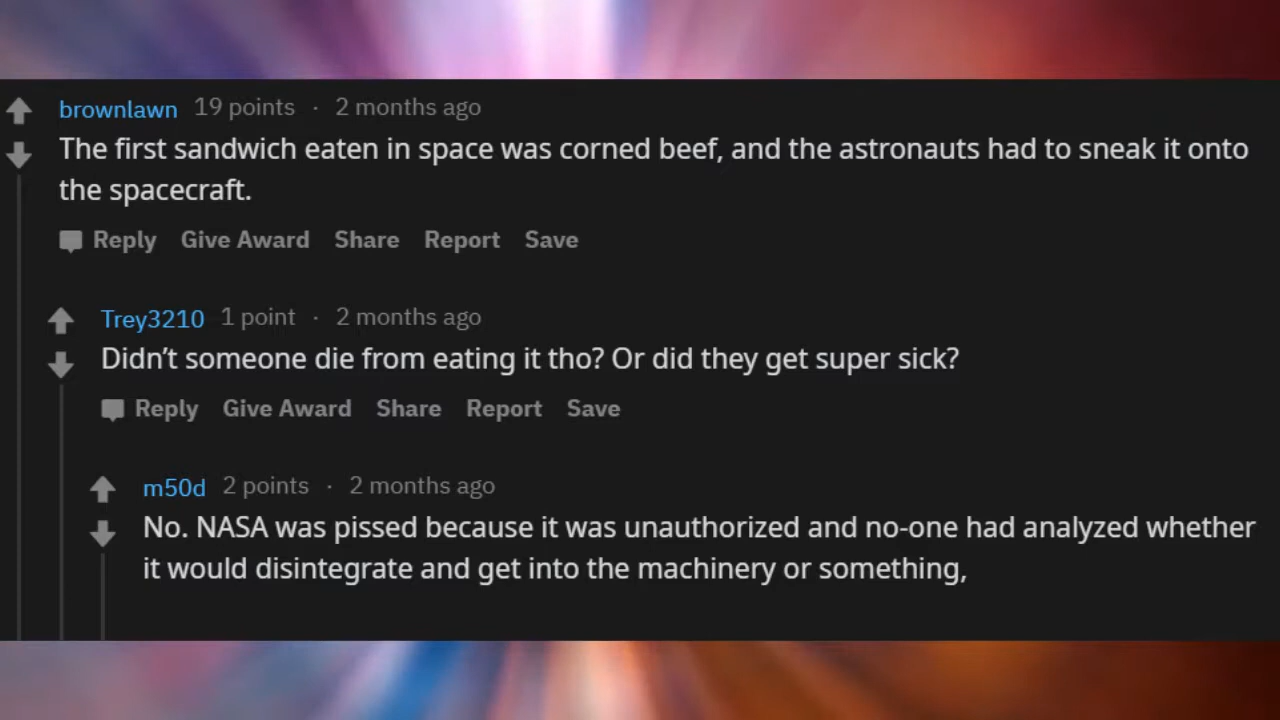 brownlawn 19 points · 2 months ago
The first sandwich eaten in space was corned beef, and the astronauts had to sneak it onto
the spacecraft.
Reply Give Award Share Report Save
Trey3210 1 point · 2 months ago
Didn’t someone die from eating it tho? Or did they get super sick?
Reply Give Award Share Report Save
m50d 2 points · 2 months ago
No. NASA was pissed because it was unauthorized and no-one had analyzed whether
it would disintegrate and get into the machinery or something,